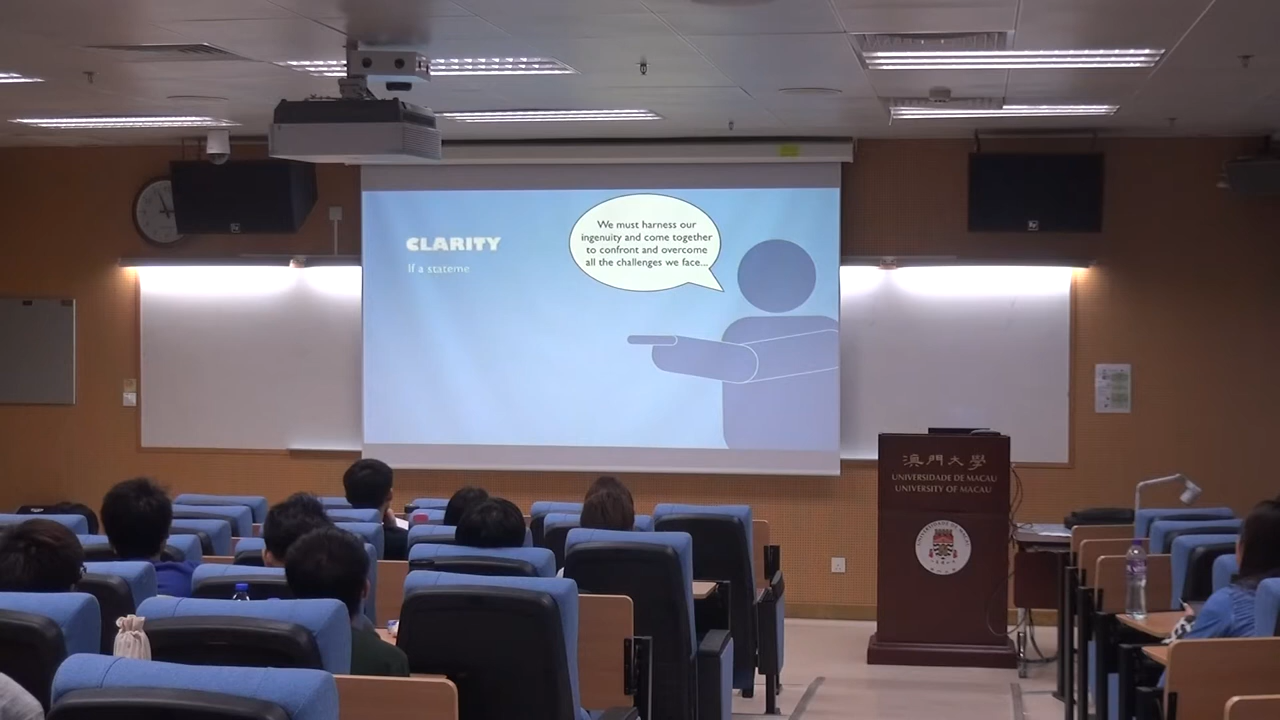 CLARITY
If a stateme
We must harness our
ingenuity and come together
to confront and overcome
all the challenges we face...
澳門大學
UNIVERSIDADE DE MACAU
UNIVERSITY OF MACAU